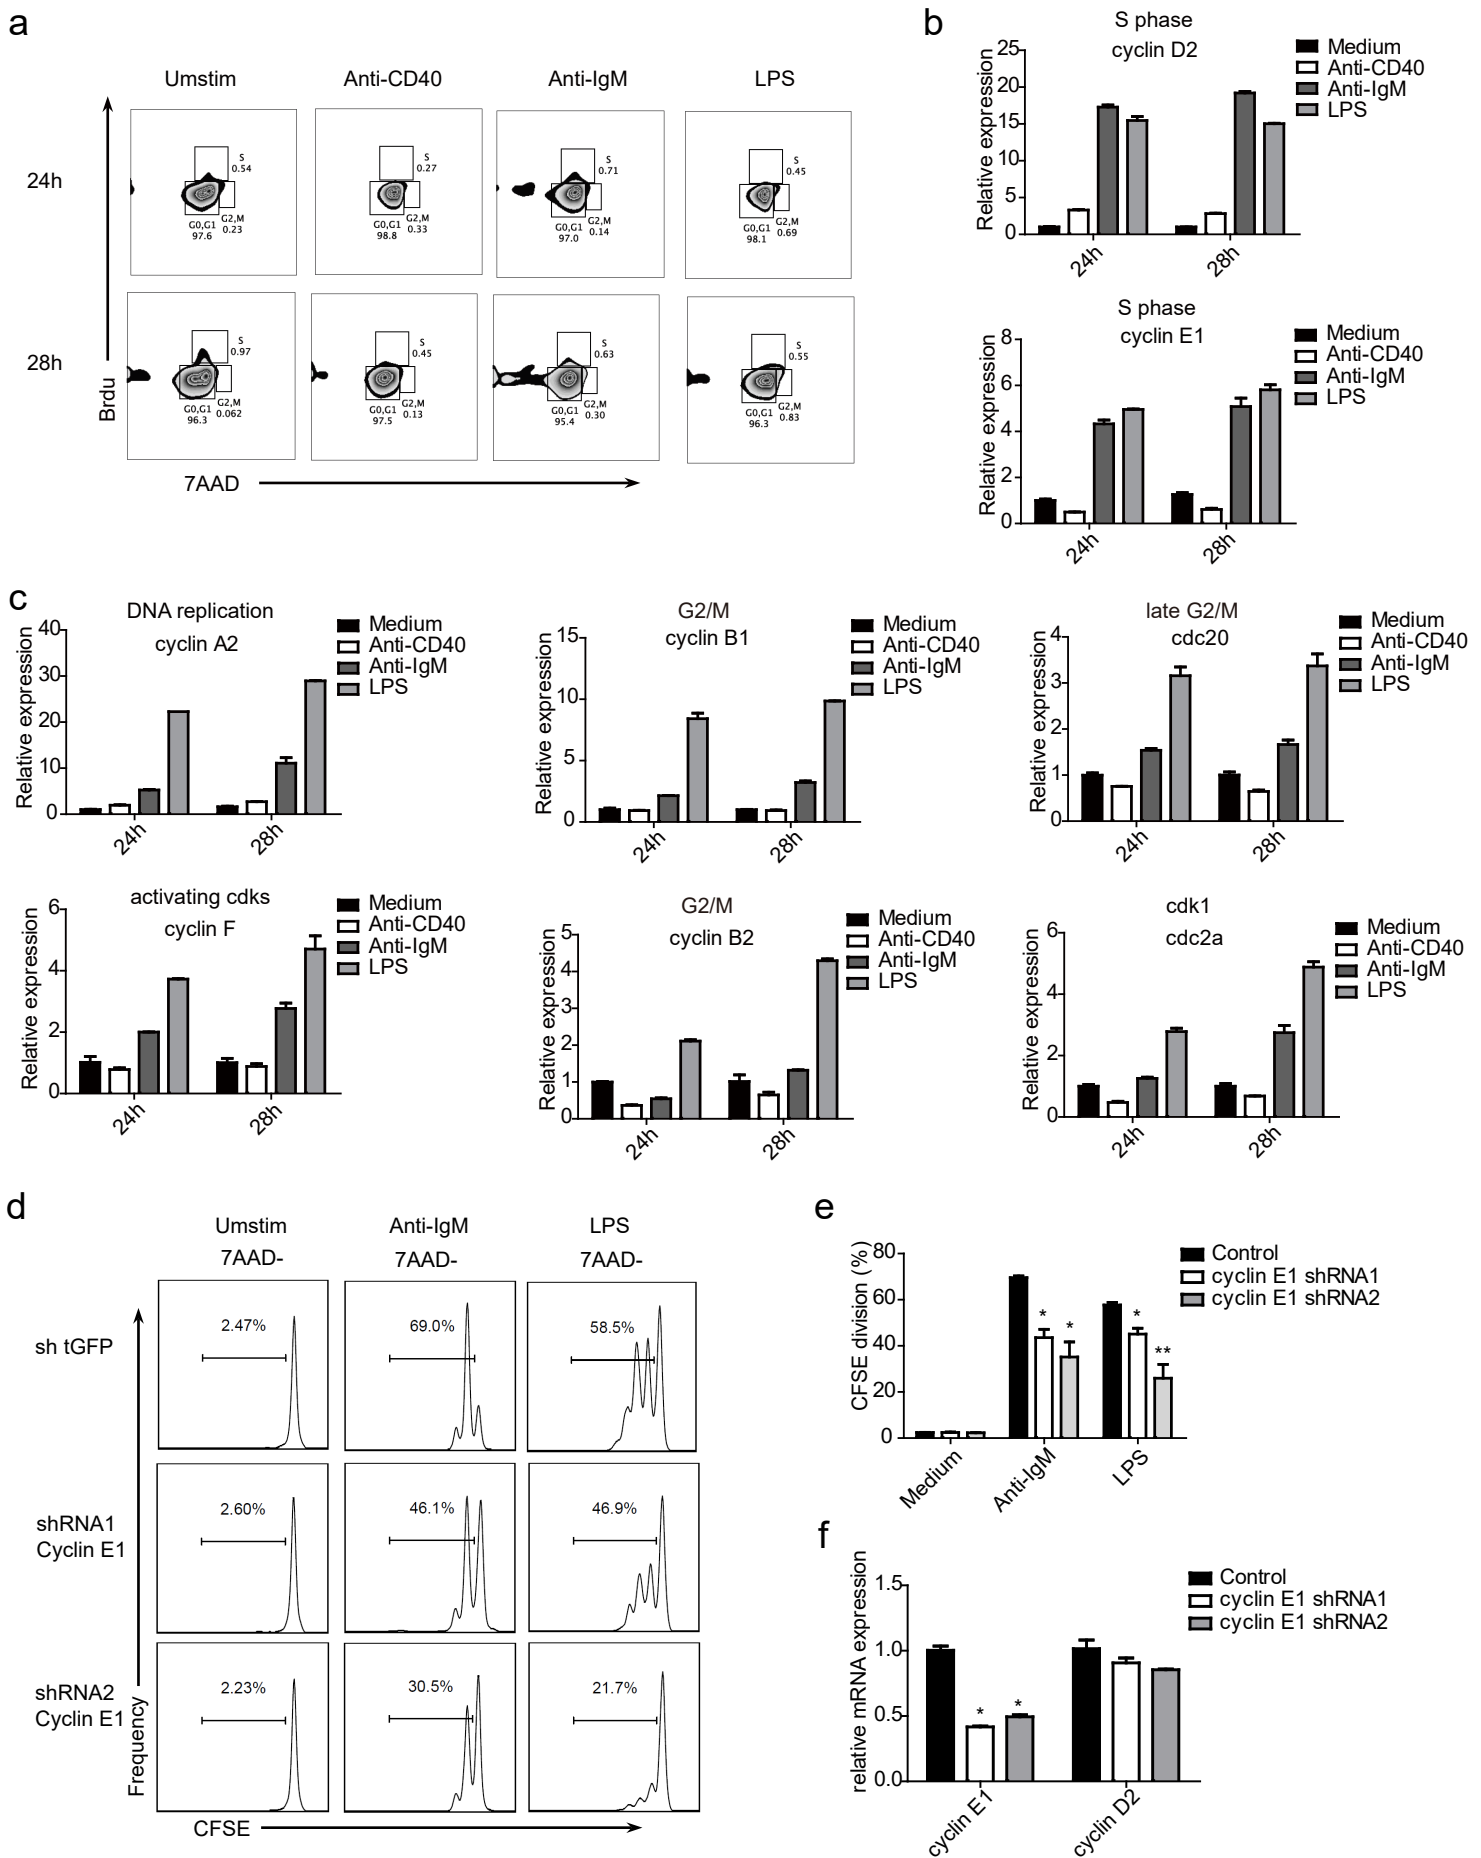 a
Umstim
Anti-CD40
Anti-IgM
LPS
24h
S
0.54
G0,G1
97.6
G2,M
0.23
S
0.27
G0,G1
98.8
G2,M
0.33
S
0.71
G0,G1
97.0
G2,M
0.14
S
0.45
G0,G1
98.1
G2,M
0.69
28h
S
0.97
G0,G1
96.3
G2,M
0.062
S
0.45
G0,G1
97.5
G2,M
0.13
S
0.63
G0,G1
95.4
G2,M
0.30
S
0.55
G0,G1
96.3
G2,M
0.83
Brdu
7AAD
b
S phase
cyclin D2
Relative expression
25
20
15
10
5
0
24h
28h
Medium
Anti-CD40
Anti-IgM
LPS
S phase
cyclin E1
Relative expression
8
6
4
2
0
24h
28h
Medium
Anti-CD40
Anti-IgM
LPS
c
DNA replication
cyclin A2
Relative expression
40
30
20
10
0
24h
28h
Medium
Anti-CD40
Anti-IgM
LPS
G2/M
cyclin B1
Relative expression
15
10
5
0
24h
28h
Medium
Anti-CD40
Anti-IgM
LPS
late G2/M
cdc20
Relative expression
4
3
2
1
0
24h
28h
Medium
Anti-CD40
Anti-IgM
LPS
activating cdks
cyclin F
Relative expression
6
4
2
0
24h
28h
Medium
Anti-CD40
Anti-IgM
LPS
G2/M
cyclin B2
Relative expression
5
4
3
2
1
0
24h
28h
Medium
Anti-CD40
Anti-IgM
LPS
cdk1
cdc2a
Relative expression
6
4
2
0
24h
28h
Medium
Anti-CD40
Anti-IgM
LPS
d
Umstim
7AAD-
Anti-IgM
7AAD-
LPS
7AAD-
sh tGFP
2.47%
69.0%
58.5%
shRNA1
Cyclin E1
2.60%
46.1%
46.9%
shRNA2
Cyclin E1
2.23%
30.5%
21.7%
Frequency
CFSE
e
CFSE division (%)
80
60
40
20
0
*
*
*
**
Medium
Anti-IgM
LPS
Control
cyclin E1 shRNA1
cyclin E1 shRNA2
f
relative mRNA expression
1.5
1.0
0.5
0.0
*
*
cyclin E1
cyclin D2
Control
cyclin E1 shRNA1
cyclin E1 shRNA2